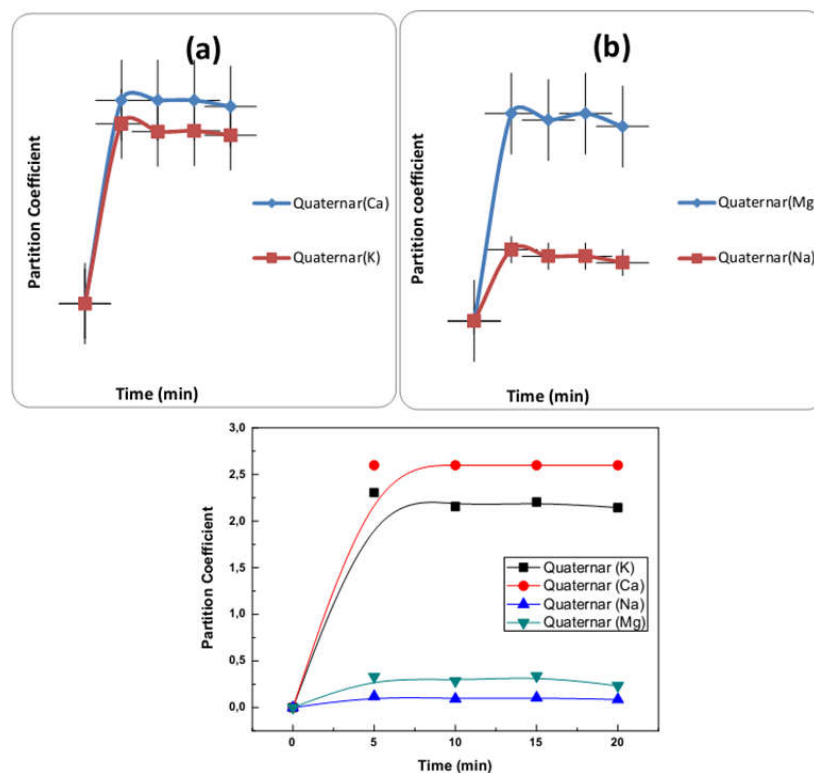 (a)
Partition Coefficient
Quaternar(Ca)
Quaternar(K)
Time (min)
(b)
Partition coefficient
Quaternar(Mg
Quaternar(Na)
Time (min)
3,0
2,5
2,0
1,5
1,0
0,5
0,0
Partition Coefficient
Quaternar (K)
Quaternar (Ca)
Quaternar (Na)
Quaternar (Mg)
0 5 10 15 20
Time (min)